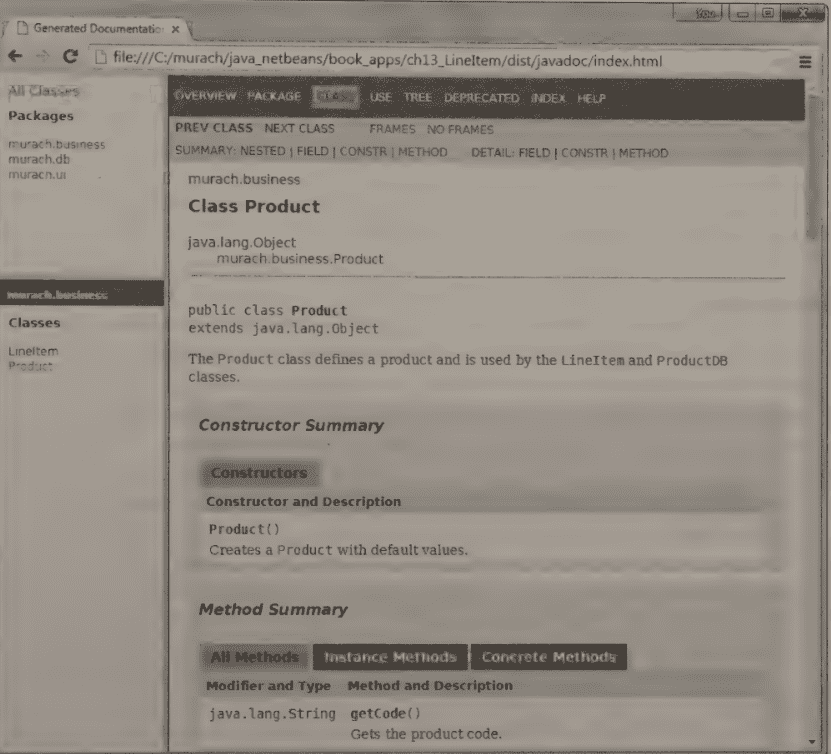 Generated Documentatio
file:///C:/murach/java_netbeans/book_apps/ch13_LineItem/dist/javadoc/index.html
All Classes
Packages
murach.business
murach.db
murach.ui
murach.business
Classes
LineItem
Product
OVERVIEW PACKAGE CLASS USE TREE DEPRECATED INDEX HELP
PREV CLASS NEXT CLASS FRAMES NO FRAMES
SUMMARY: NESTED | FIELD | CONSTR | METHOD DETAIL: FIELD | CONSTR | METHOD
murach.business
Class Product
java.lang.Object
murach.business.Product
public class Product
extends java.lang.Object
The Product class defines a product and is used by the LineItem and ProductDB
classes.
Constructor Summary
Constructors
Constructor and Description
Product()
Creates a Product with default values.
Method Summary
All Methods Instance Methods Concrete Methods
Modifier and Type Method and Description
java.lang.String getCode()
Gets the product code.